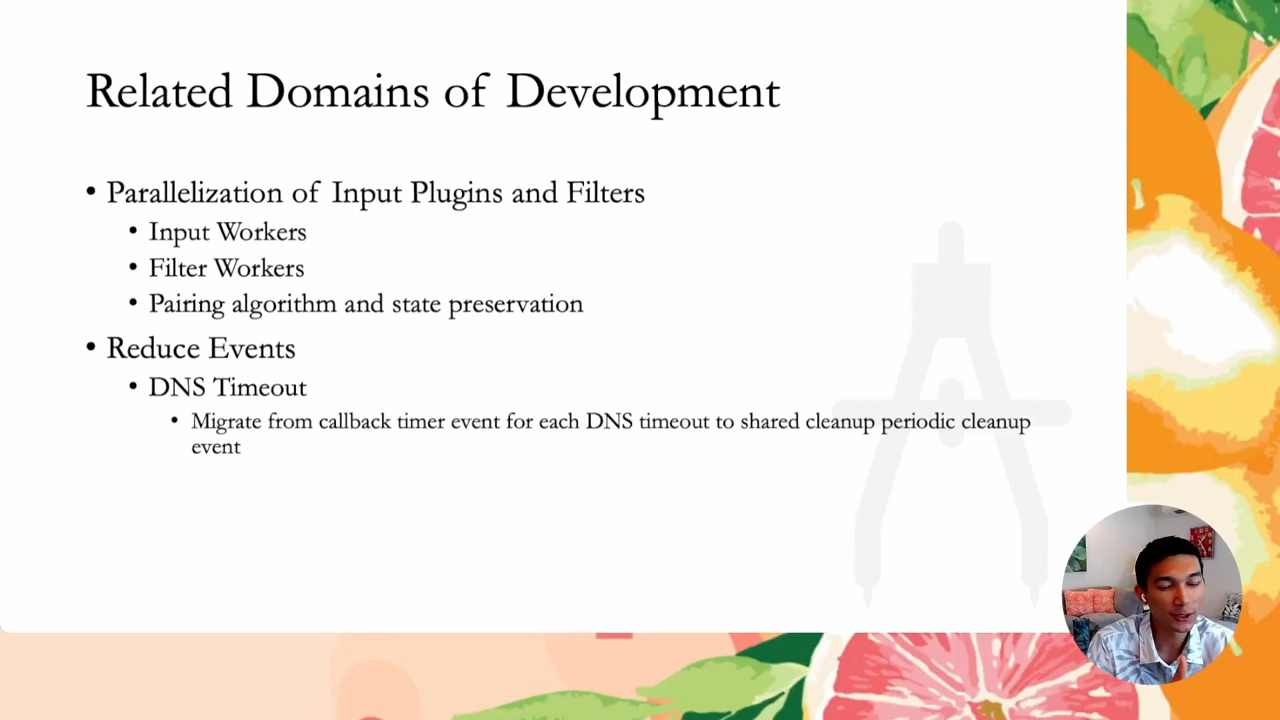 Related Domains of Development
• Parallelization of Input Plugins and Filters
• Input Workers
• Filter Workers
• Pairing algorithm and state preservation
• Reduce Events
• DNS Timeout
• Migrate from callback timer event for each DNS timeout to shared cleanup periodic cleanup
event